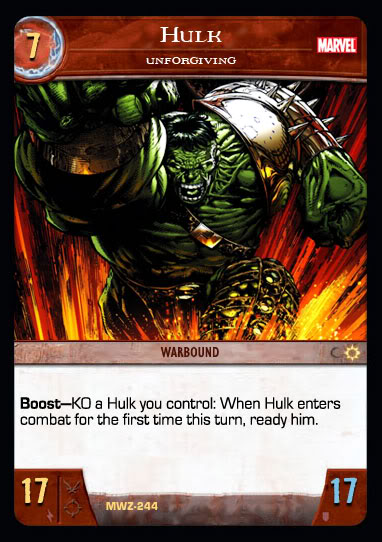 7
Hulk
MARVEL
UNFORGIVING
WARBOUND
Boost—KO a Hulk you control: When Hulk enters
combat for the first time this turn, ready him.
17
MWZ-244
17